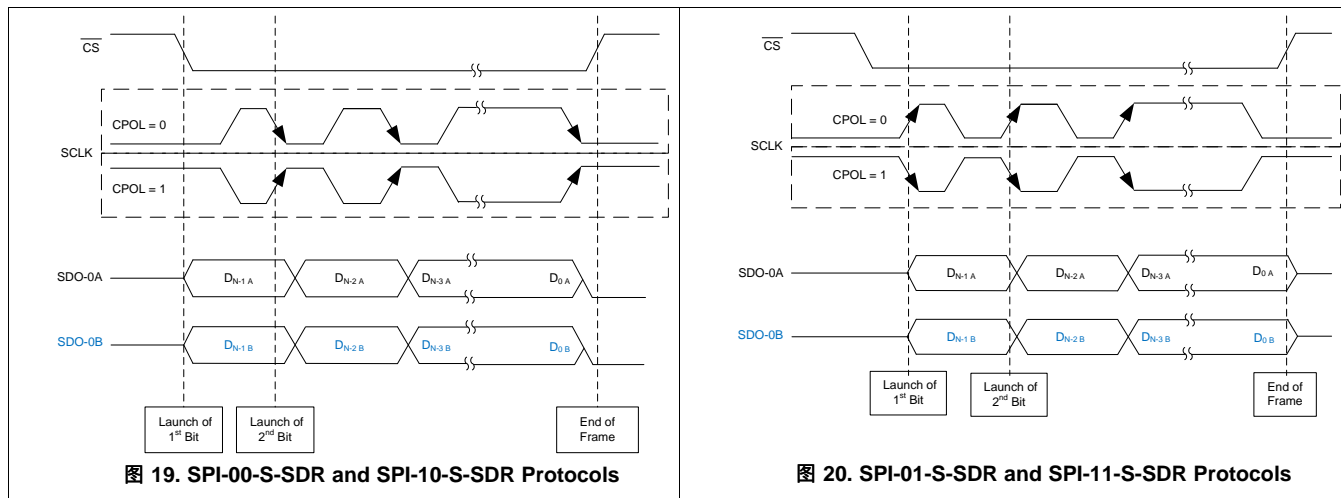 CS
CPOL = 0
SCLK
CPOL = 1
SDO-0A
DN-1 A
DN-2 A
DN-3 A
D0 A
SDO-0B
DN-1 B
DN-2 B
DN-3 B
D0 B
Launch of
1st Bit
Launch of
2nd Bit
End of
Frame
图 19. SPI-00-S-SDR and SPI-10-S-SDR Protocols
CS
CPOL = 0
SCLK
CPOL = 1
SDO-0A
DN-1 A
DN-2 A
DN-3 A
D0 A
SDO-0B
DN-1 B
DN-2 B
DN-3 B
D0 B
Launch of
1st Bit
Launch of
2nd Bit
End of
Frame
图 20. SPI-01-S-SDR and SPI-11-S-SDR Protocols